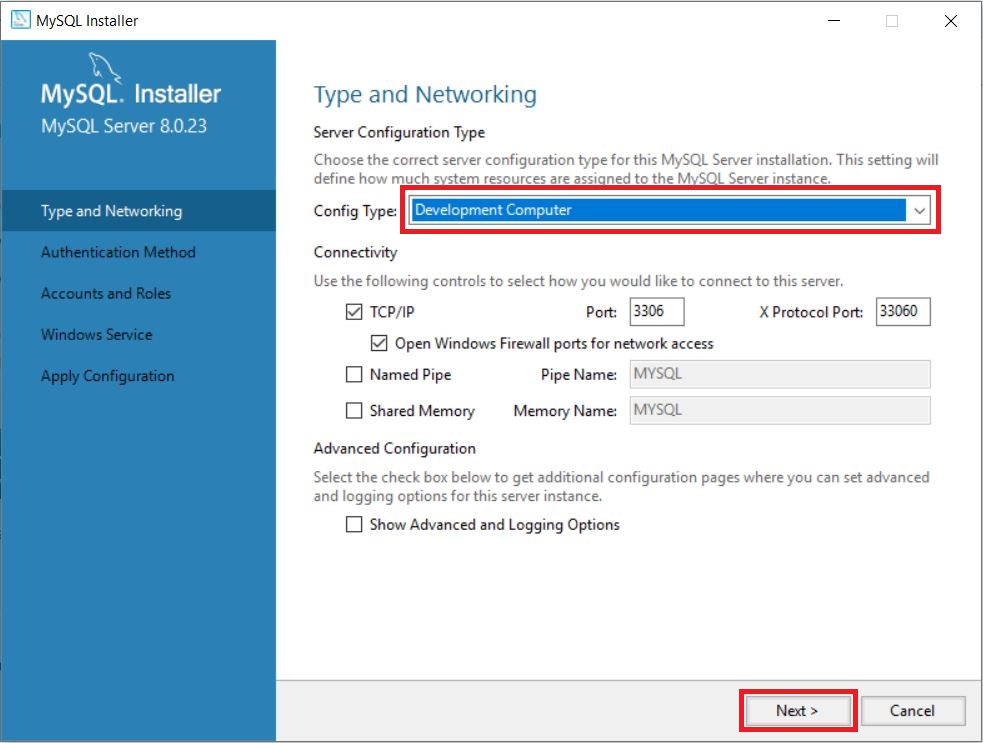 MySQL Installer
MySQL. Installer
MySQL Server 8.0.23
Type and Networking
Authentication Method
Accounts and Roles
Windows Service
Apply Configuration
Type and Networking
Server Configuration Type
Choose the correct server configuration type for this MySQL Server installation. This setting will
define how much system resources are assigned to the MySQL Server instance.
Config Type: Development Computer
Connectivity
Use the following controls to select how you would like to connect to this server.
TCP/IP Port: 3306 X Protocol Port: 33060
Open Windows Firewall ports for network access
Named Pipe Pipe Name: MYSQL
Shared Memory Memory Name: MYSQL
Advanced Configuration
Select the check box below to get additional configuration pages where you can set advanced
and logging options for this server instance.
Show Advanced and Logging Options
Next > Cancel